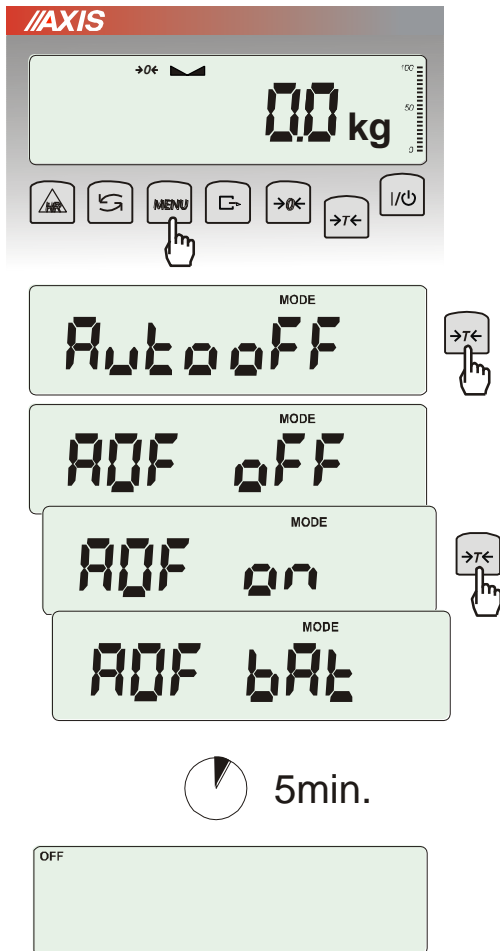 //AXIS
→0←
0.0 kg
100
50
0
HR MENU →0← →T← I/⏻
MODE
AutooFF
→T←
MODE
AOF oFF
MODE
AOF on
→T←
MODE
AOF bAt
5min.
OFF